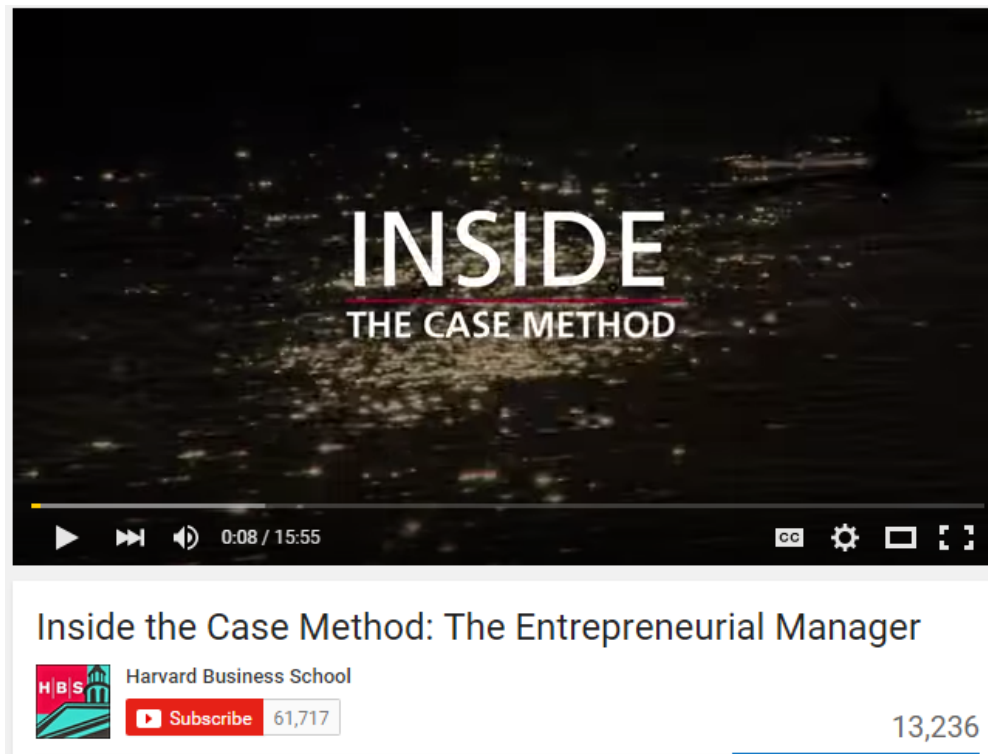 INSIDE
THE CASE METHOD
0:08 / 15:55
CC
Inside the Case Method: The Entrepreneurial Manager
H|B|S
Harvard Business School
Subscribe 61,717
13,236